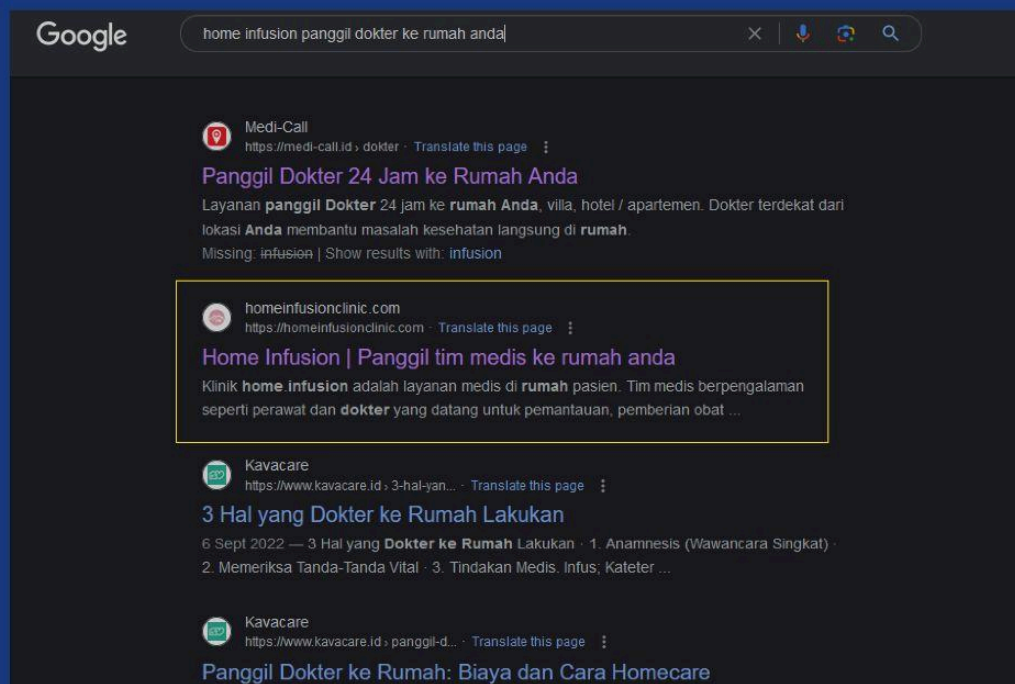 Google
home infusion panggil dokter ke rumah anda
Medi-Call
https://medi-call.id › dokter · Translate this page
Panggil Dokter 24 Jam ke Rumah Anda
Layanan panggil Dokter 24 jam ke rumah Anda, villa, hotel / apartemen. Dokter terdekat dari
lokasi Anda membantu masalah kesehatan langsung di rumah.
Missing: infusion | Show results with: infusion
homeinfusionclinic.com
https://homeinfusionclinic.com · Translate this page
Home Infusion | Panggil tim medis ke rumah anda
Klinik home infusion adalah layanan medis di rumah pasien. Tim medis berpengalaman
seperti perawat dan dokter yang datang untuk pemantauan, pemberian obat ...
Kavacare
https://www.kavacare.id › 3-hal-yan... · Translate this page
3 Hal yang Dokter ke Rumah Lakukan
6 Sept 2022 — 3 Hal yang Dokter ke Rumah Lakukan · 1. Anamnesis (Wawancara Singkat) ·
2. Memeriksa Tanda-Tanda Vital · 3. Tindakan Medis. Infus; Kateter ...
Kavacare
https://www.kavacare.id › panggil-d... · Translate this page
Panggil Dokter ke Rumah: Biaya dan Cara Homecare